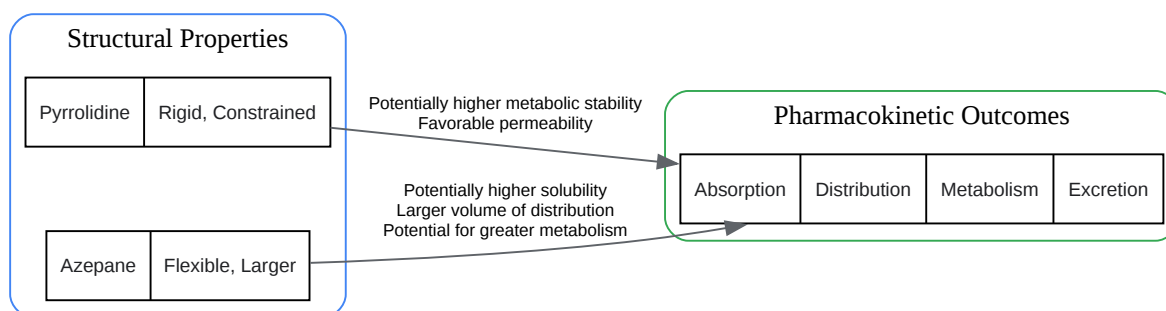 Structural Properties
Pyrrolidine
Rigid, Constrained
Potentially higher metabolic stability
Favorable permeability
Pharmacokinetic Outcomes
Absorption
Distribution
Metabolism
Excretion
Potentially higher solubility
Larger volume of distribution
Potential for greater metabolism
Azepane
Flexible, Larger